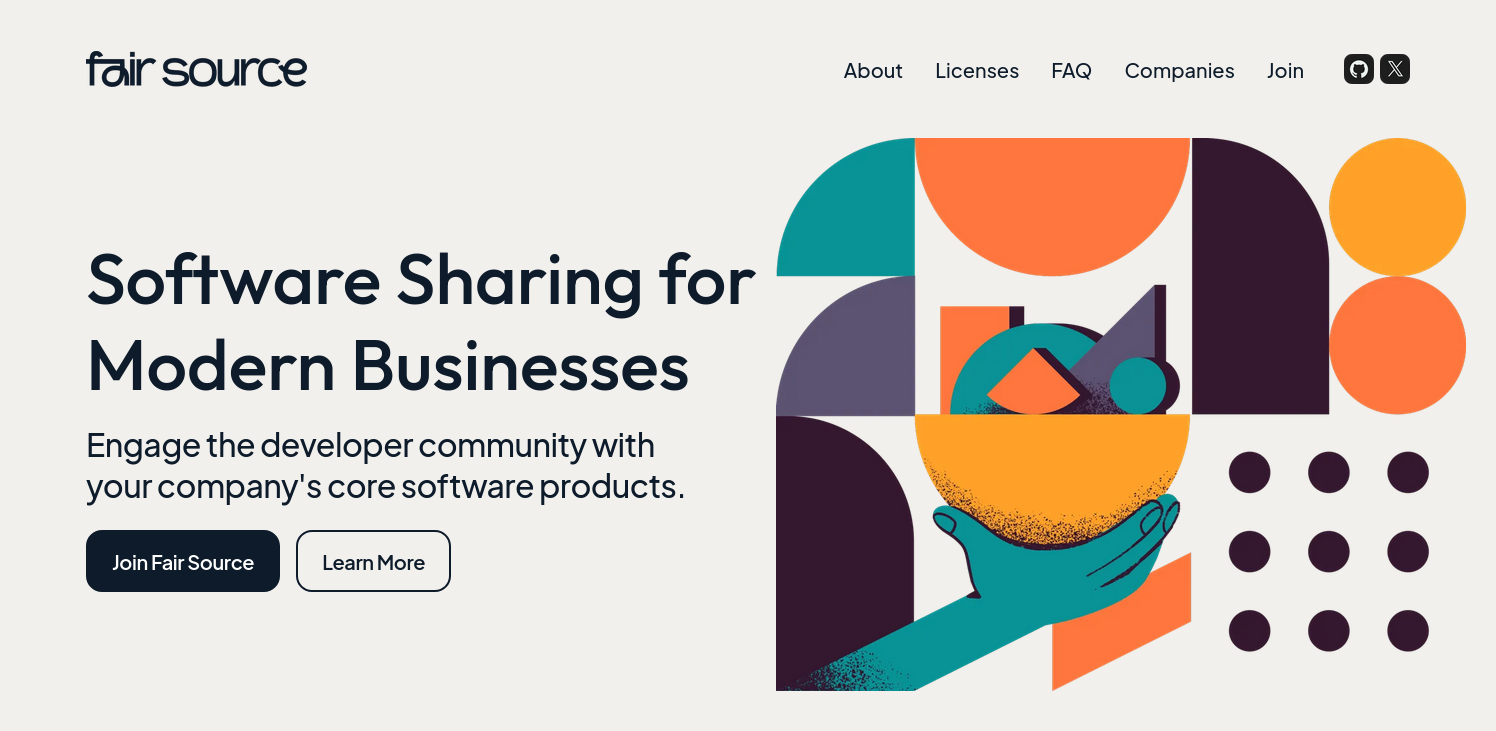 fair source
About Licenses FAQ Companies Join
Software Sharing for
Modern Businesses
Engage the developer community with
your company's core software products.
Join Fair Source Learn More